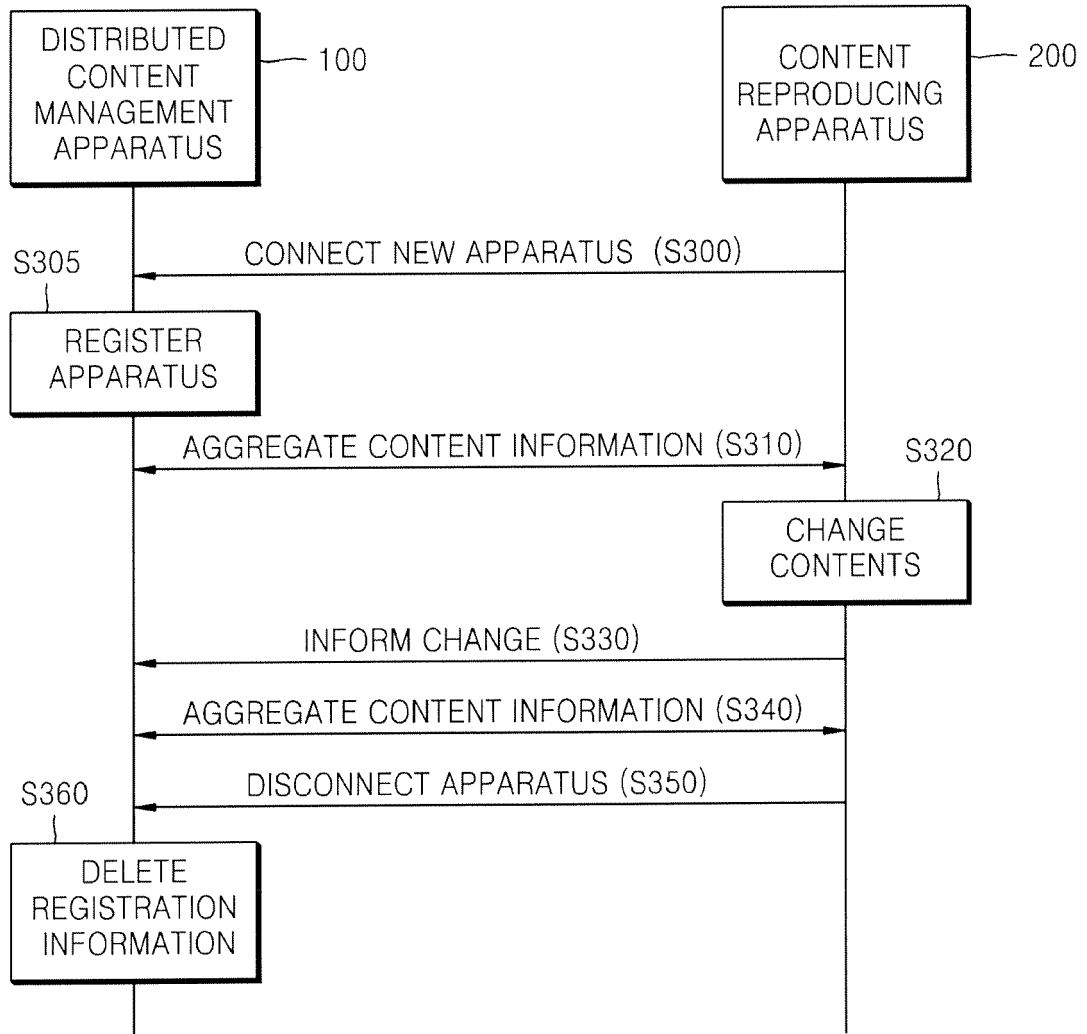 DISTRIBUTED
CONTENT
MANAGEMENT
APPARATUS
100
CONTENT
REPRODUCING
APPARATUS
200
CONNECT NEW APPARATUS (S300)
S305
REGISTER
APPARATUS
AGGREGATE CONTENT INFORMATION (S310)
S320
CHANGE
CONTENTS
INFORM CHANGE (S330)
AGGREGATE CONTENT INFORMATION (S340)
DISCONNECT APPARATUS (S350)
S360
DELETE
REGISTRATION
INFORMATION